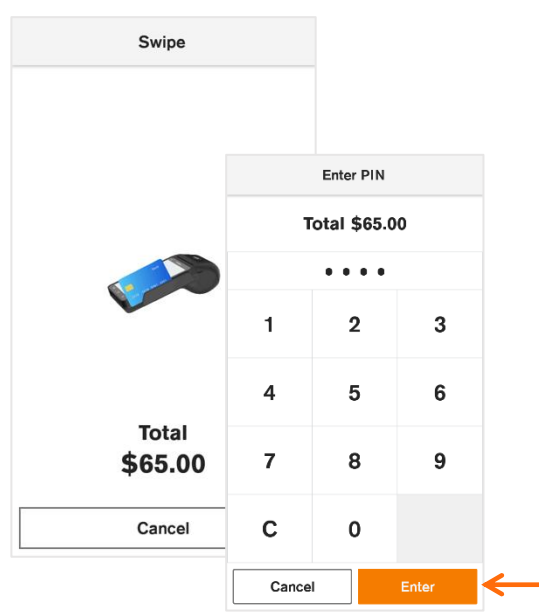 Swipe
Total
$65.00
Cancel
Enter PIN
Total $65.00
••••
1 2 3
4 5 6
7 8 9
C 0
Cancel Enter